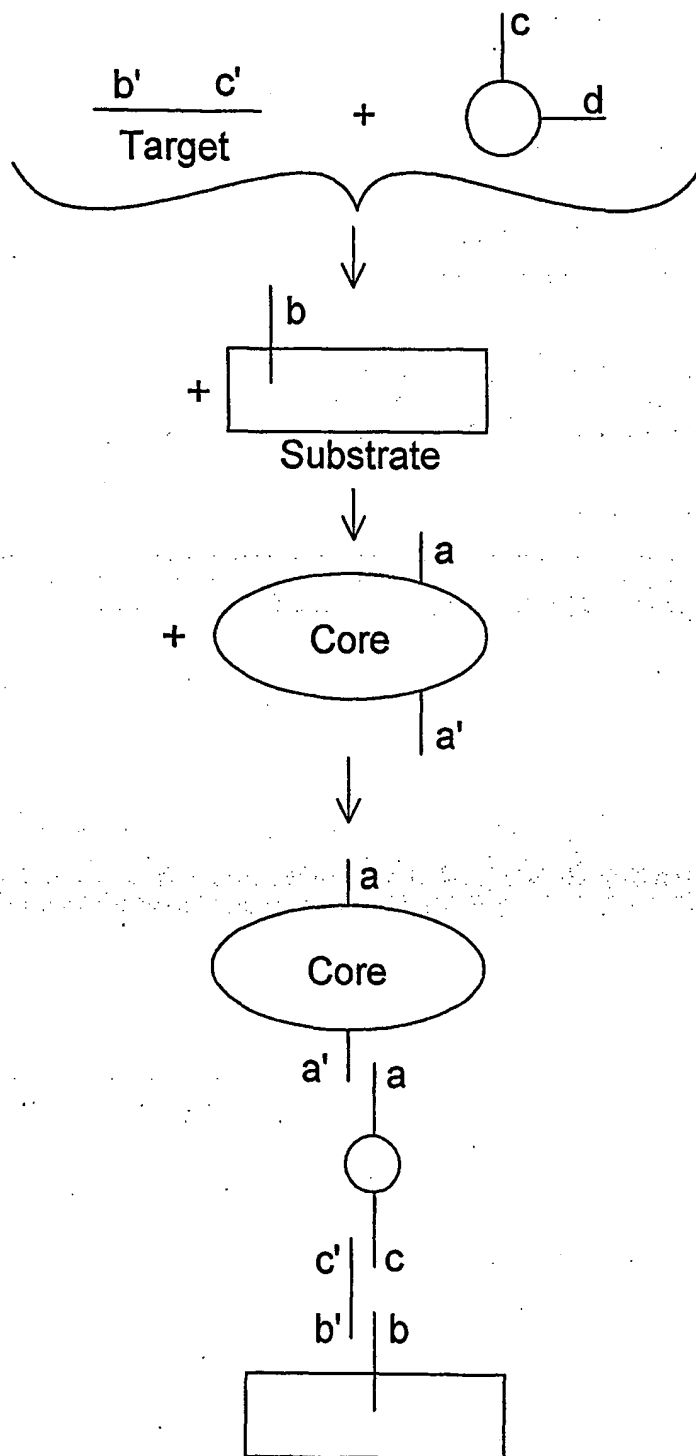 c
b' c' + d
Target
b
+
Substrate
a
+ Core
a'
a
Core
a' a
c' c
b' b